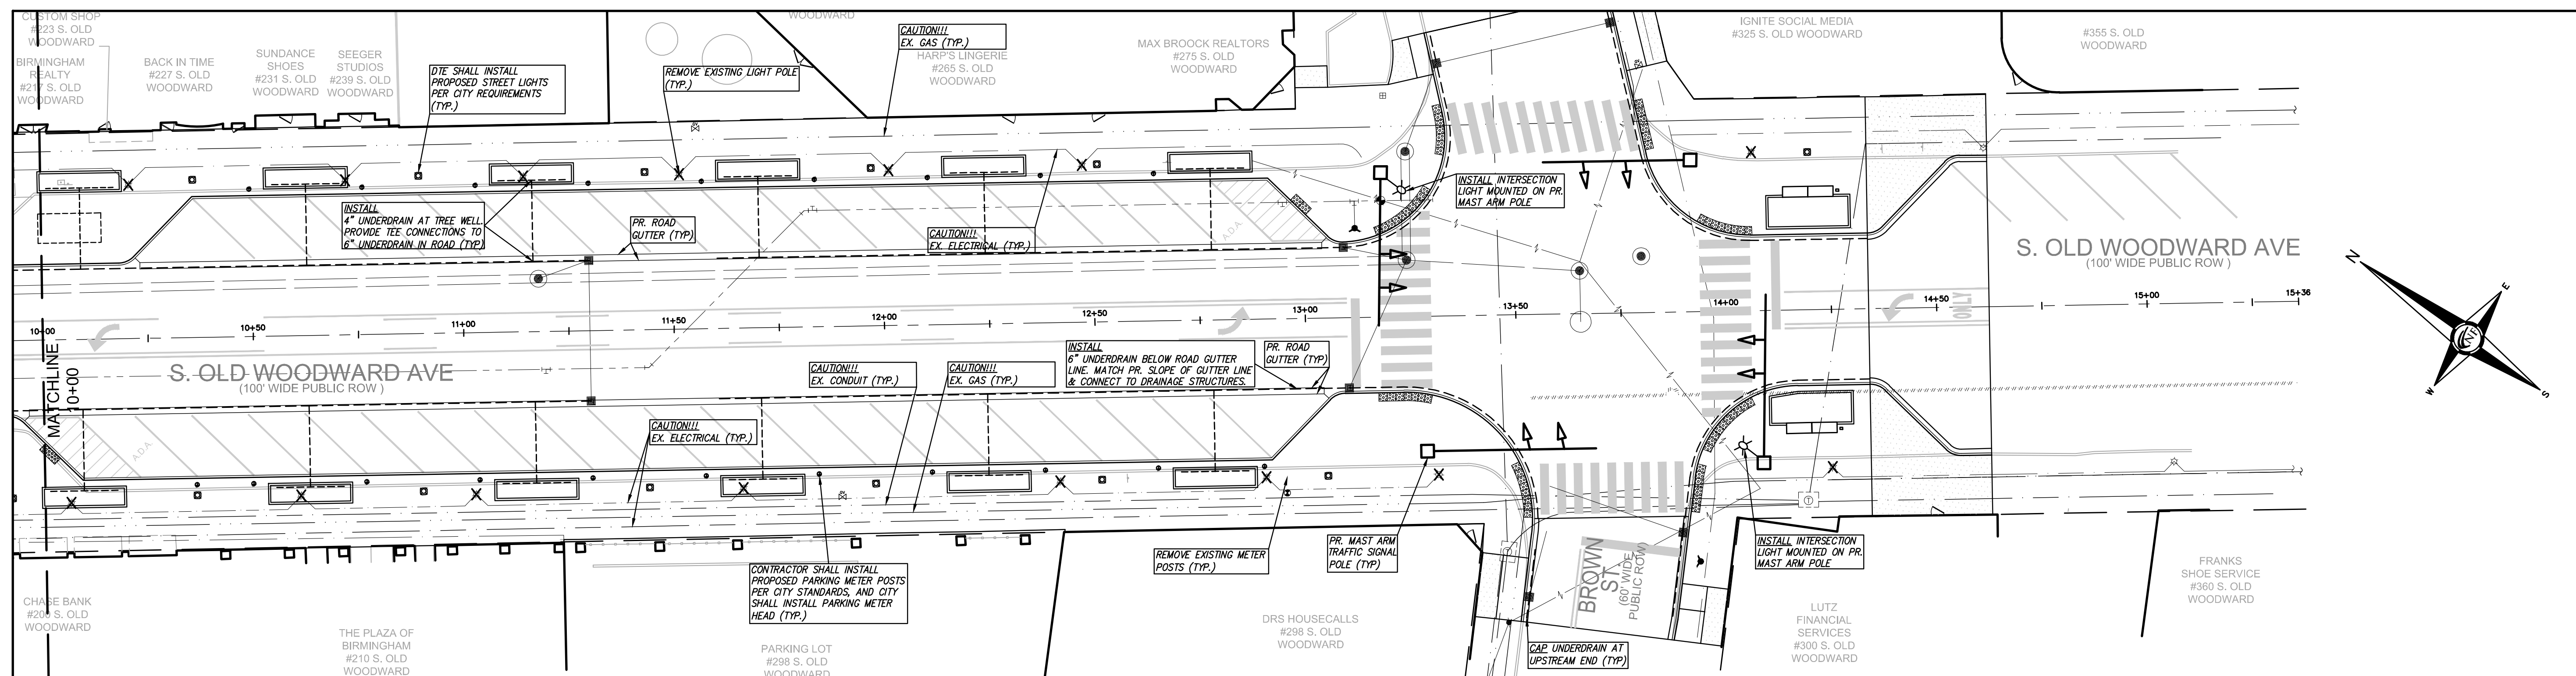 CUSTOM SHOP
#223 S. OLD
WOODWARD
BIRMINGHAM
REALTY
#217 S. OLD
WOODWARD
BACK IN TIME
#227 S. OLD
WOODWARD
SUNDANCE
SHOES
#231 S. OLD
WOODWARD
SEEGER
STUDIOS
#239 S. OLD
WOODWARD
DTE SHALL INSTALL
PROPOSED STREET LIGHTS
PER CITY REQUIREMENTS
(TYP.)
REMOVE EXISTING LIGHT POLE
(TYP.)
WOODWARD
CAUTION!!!
EX. GAS (TYP.)
HARP'S LINGERIE
#265 S. OLD
WOODWARD
MAX BROOCK REALTORS
#275 S. OLD
WOODWARD
IGNITE SOCIAL MEDIA
#325 S. OLD WOODWARD
#355 S. OLD
WOODWARD
INSTALL
4" UNDERDRAIN AT TREE WELL.
PROVIDE TEE CONNECTIONS TO
6" UNDERDRAIN IN ROAD (TYP.)
PR. ROAD
GUTTER (TYP)
CAUTION!!!
EX. ELECTRICAL (TYP.)
A.D.A.
INSTALL INTERSECTION
LIGHT MOUNTED ON PR.
MAST ARM POLE
S. OLD WOODWARD AVE
(100' WIDE PUBLIC ROW )
N
E
W
S
NF
10+00
10+50
11+00
11+50
12+00
12+50
13+00
13+50
14+00
14+50
15+00
15+36
ONLY
MATCHLINE
10+00
S. OLD WOODWARD AVE
(100' WIDE PUBLIC ROW )
CAUTION!!!
EX. CONDUIT (TYP.)
CAUTION!!!
EX. GAS (TYP.)
INSTALL
6" UNDERDRAIN BELOW ROAD GUTTER
LINE. MATCH PR. SLOPE OF GUTTER LINE
& CONNECT TO DRAINAGE STRUCTURES.
PR. ROAD
GUTTER (TYP)
A.D.A.
CAUTION!!!
EX. ELECTRICAL (TYP.)
CONTRACTOR SHALL INSTALL
PROPOSED PARKING METER POSTS
PER CITY STANDARDS, AND CITY
SHALL INSTALL PARKING METER
HEAD (TYP.)
REMOVE EXISTING METER
POSTS (TYP.)
PR. MAST ARM
TRAFFIC SIGNAL
POLE (TYP)
BROWN
ST.
(60' WIDE
PUBLIC ROW)
INSTALL INTERSECTION
LIGHT MOUNTED ON PR.
MAST ARM POLE
CAP UNDERDRAIN AT
UPSTREAM END (TYP)
CHASE BANK
#200 S. OLD
WOODWARD
THE PLAZA OF
BIRMINGHAM
#210 S. OLD
WOODWARD
PARKING LOT
#298 S. OLD
WOODWARD
DRS HOUSECALLS
#298 S. OLD
WOODWARD
LUTZ
FINANCIAL
SERVICES
#300 S. OLD
WOODWARD
FRANKS
SHOE SERVICE
#360 S. OLD
WOODWARD